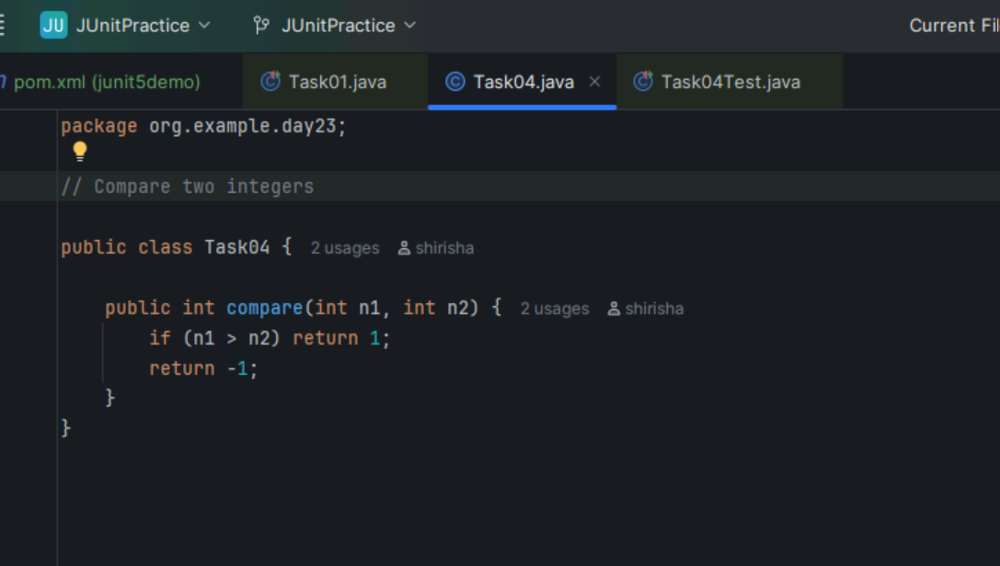 JU JUnitPractice JUnitPractice Current Fil
pom.xml (junit5demo) Task01.java Task04.java Task04Test.java
package org.example.day23;
// Compare two integers
public class Task04 { 2 usages shirisha
public int compare(int n1, int n2) { 2 usages shirisha
if (n1 > n2) return 1;
return -1;
}
}